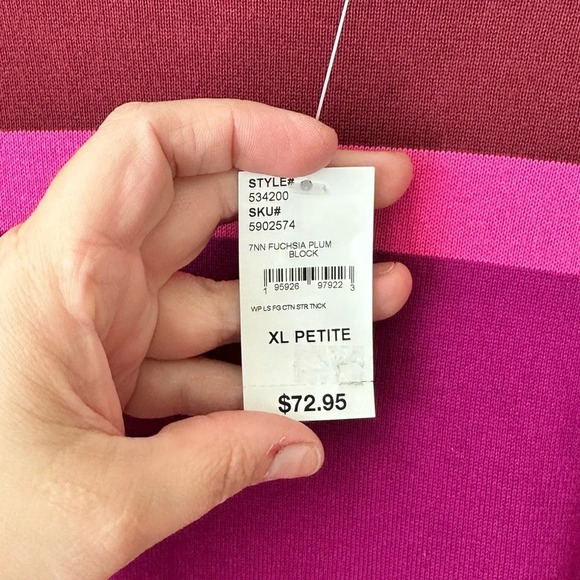 STYLE#
534200
SKU#
5902574
7NN FUCHSIA PLUM
BLOCK
1 95926 97922 3
WP LS FG CTN STR TNCK
XL PETITE
$72.95